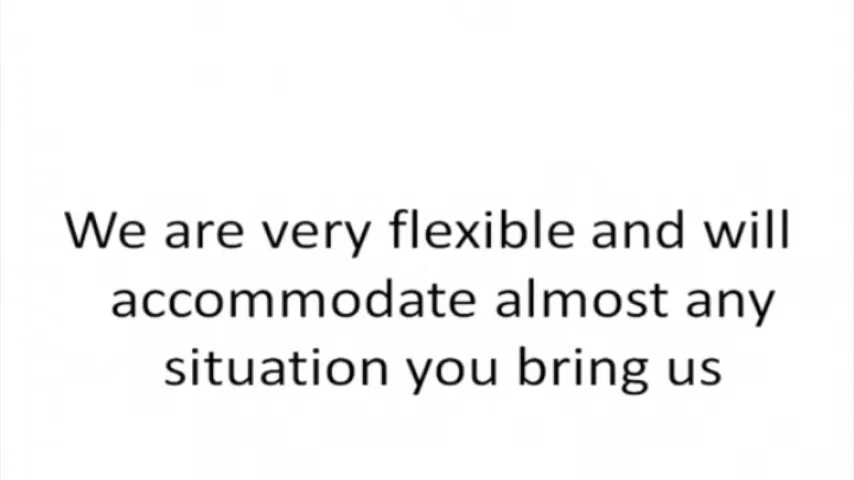 We are very flexible and will
accommodate almost any
situation you bring us